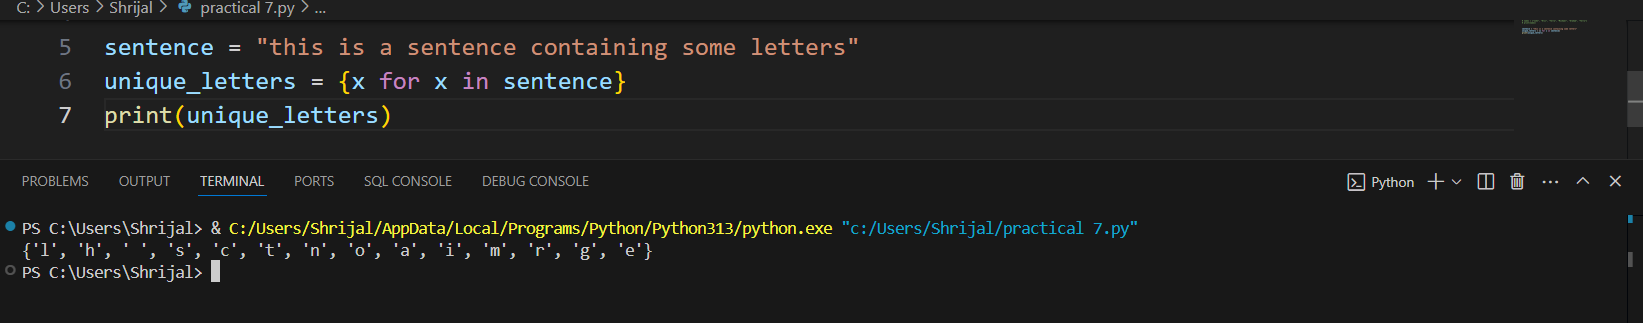 C: > Users > Shrijal > practical 7.py > ...
5 sentence = "this is a sentence containing some letters"
6 unique_letters = {x for x in sentence}
7 print(unique_letters)
PROBLEMS OUTPUT TERMINAL PORTS SQL CONSOLE DEBUG CONSOLE Python
PS C:\Users\Shrijal> & C:/Users/Shrijal/AppData/Local/Programs/Python/Python313/python.exe "c:/Users/Shrijal/practical 7.py"
{'l', 'h', ' ', 's', 'c', 't', 'n', 'o', 'a', 'i', 'm', 'r', 'g', 'e'}
PS C:\Users\Shrijal>